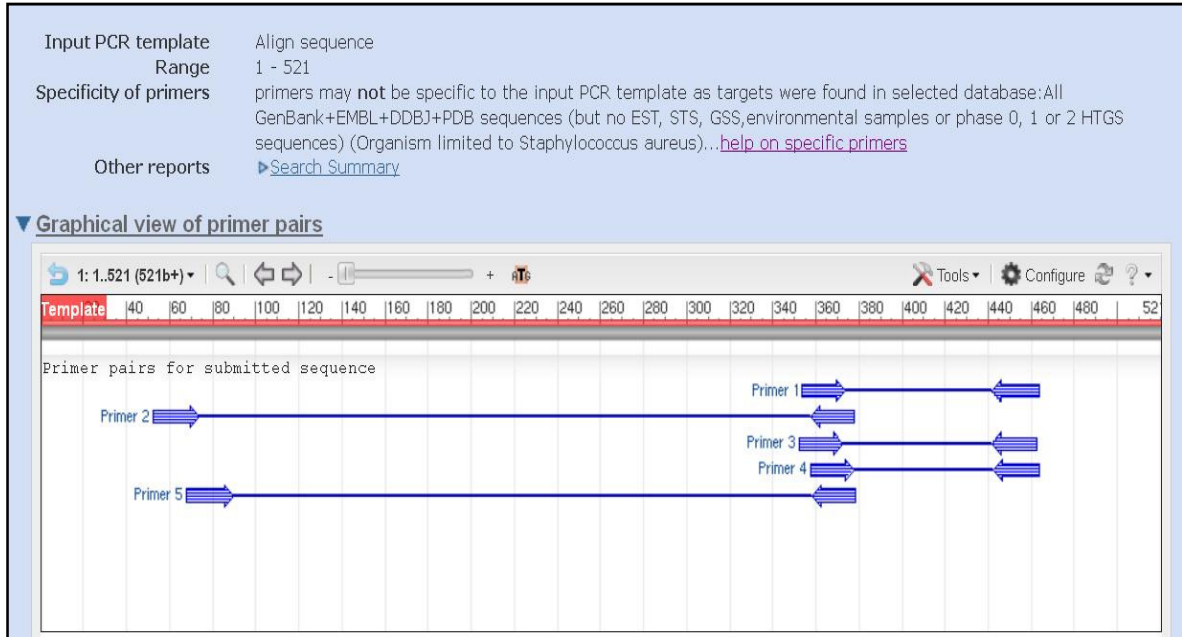 Input PCR template Align sequence
Range 1 - 521
Specificity of primers primers may not be specific to the input PCR template as targets were found in selected database:All
GenBank+EMBL+DDBJ+PDB sequences (but no EST, STS, GSS,environmental samples or phase 0, 1 or 2 HTGS
sequences) (Organism limited to Staphylococcus aureus)...help on specific primers
Other reports Search Summary
Graphical view of primer pairs
1: 1..521 (521b+) - + ATG Tools Configure ?
Template 40 60 80 100 120 140 160 180 200 220 240 260 280 300 320 340 360 380 400 420 440 460 480 52
Primer pairs for submitted sequence
Primer 1
Primer 2
Primer 3
Primer 4
Primer 5